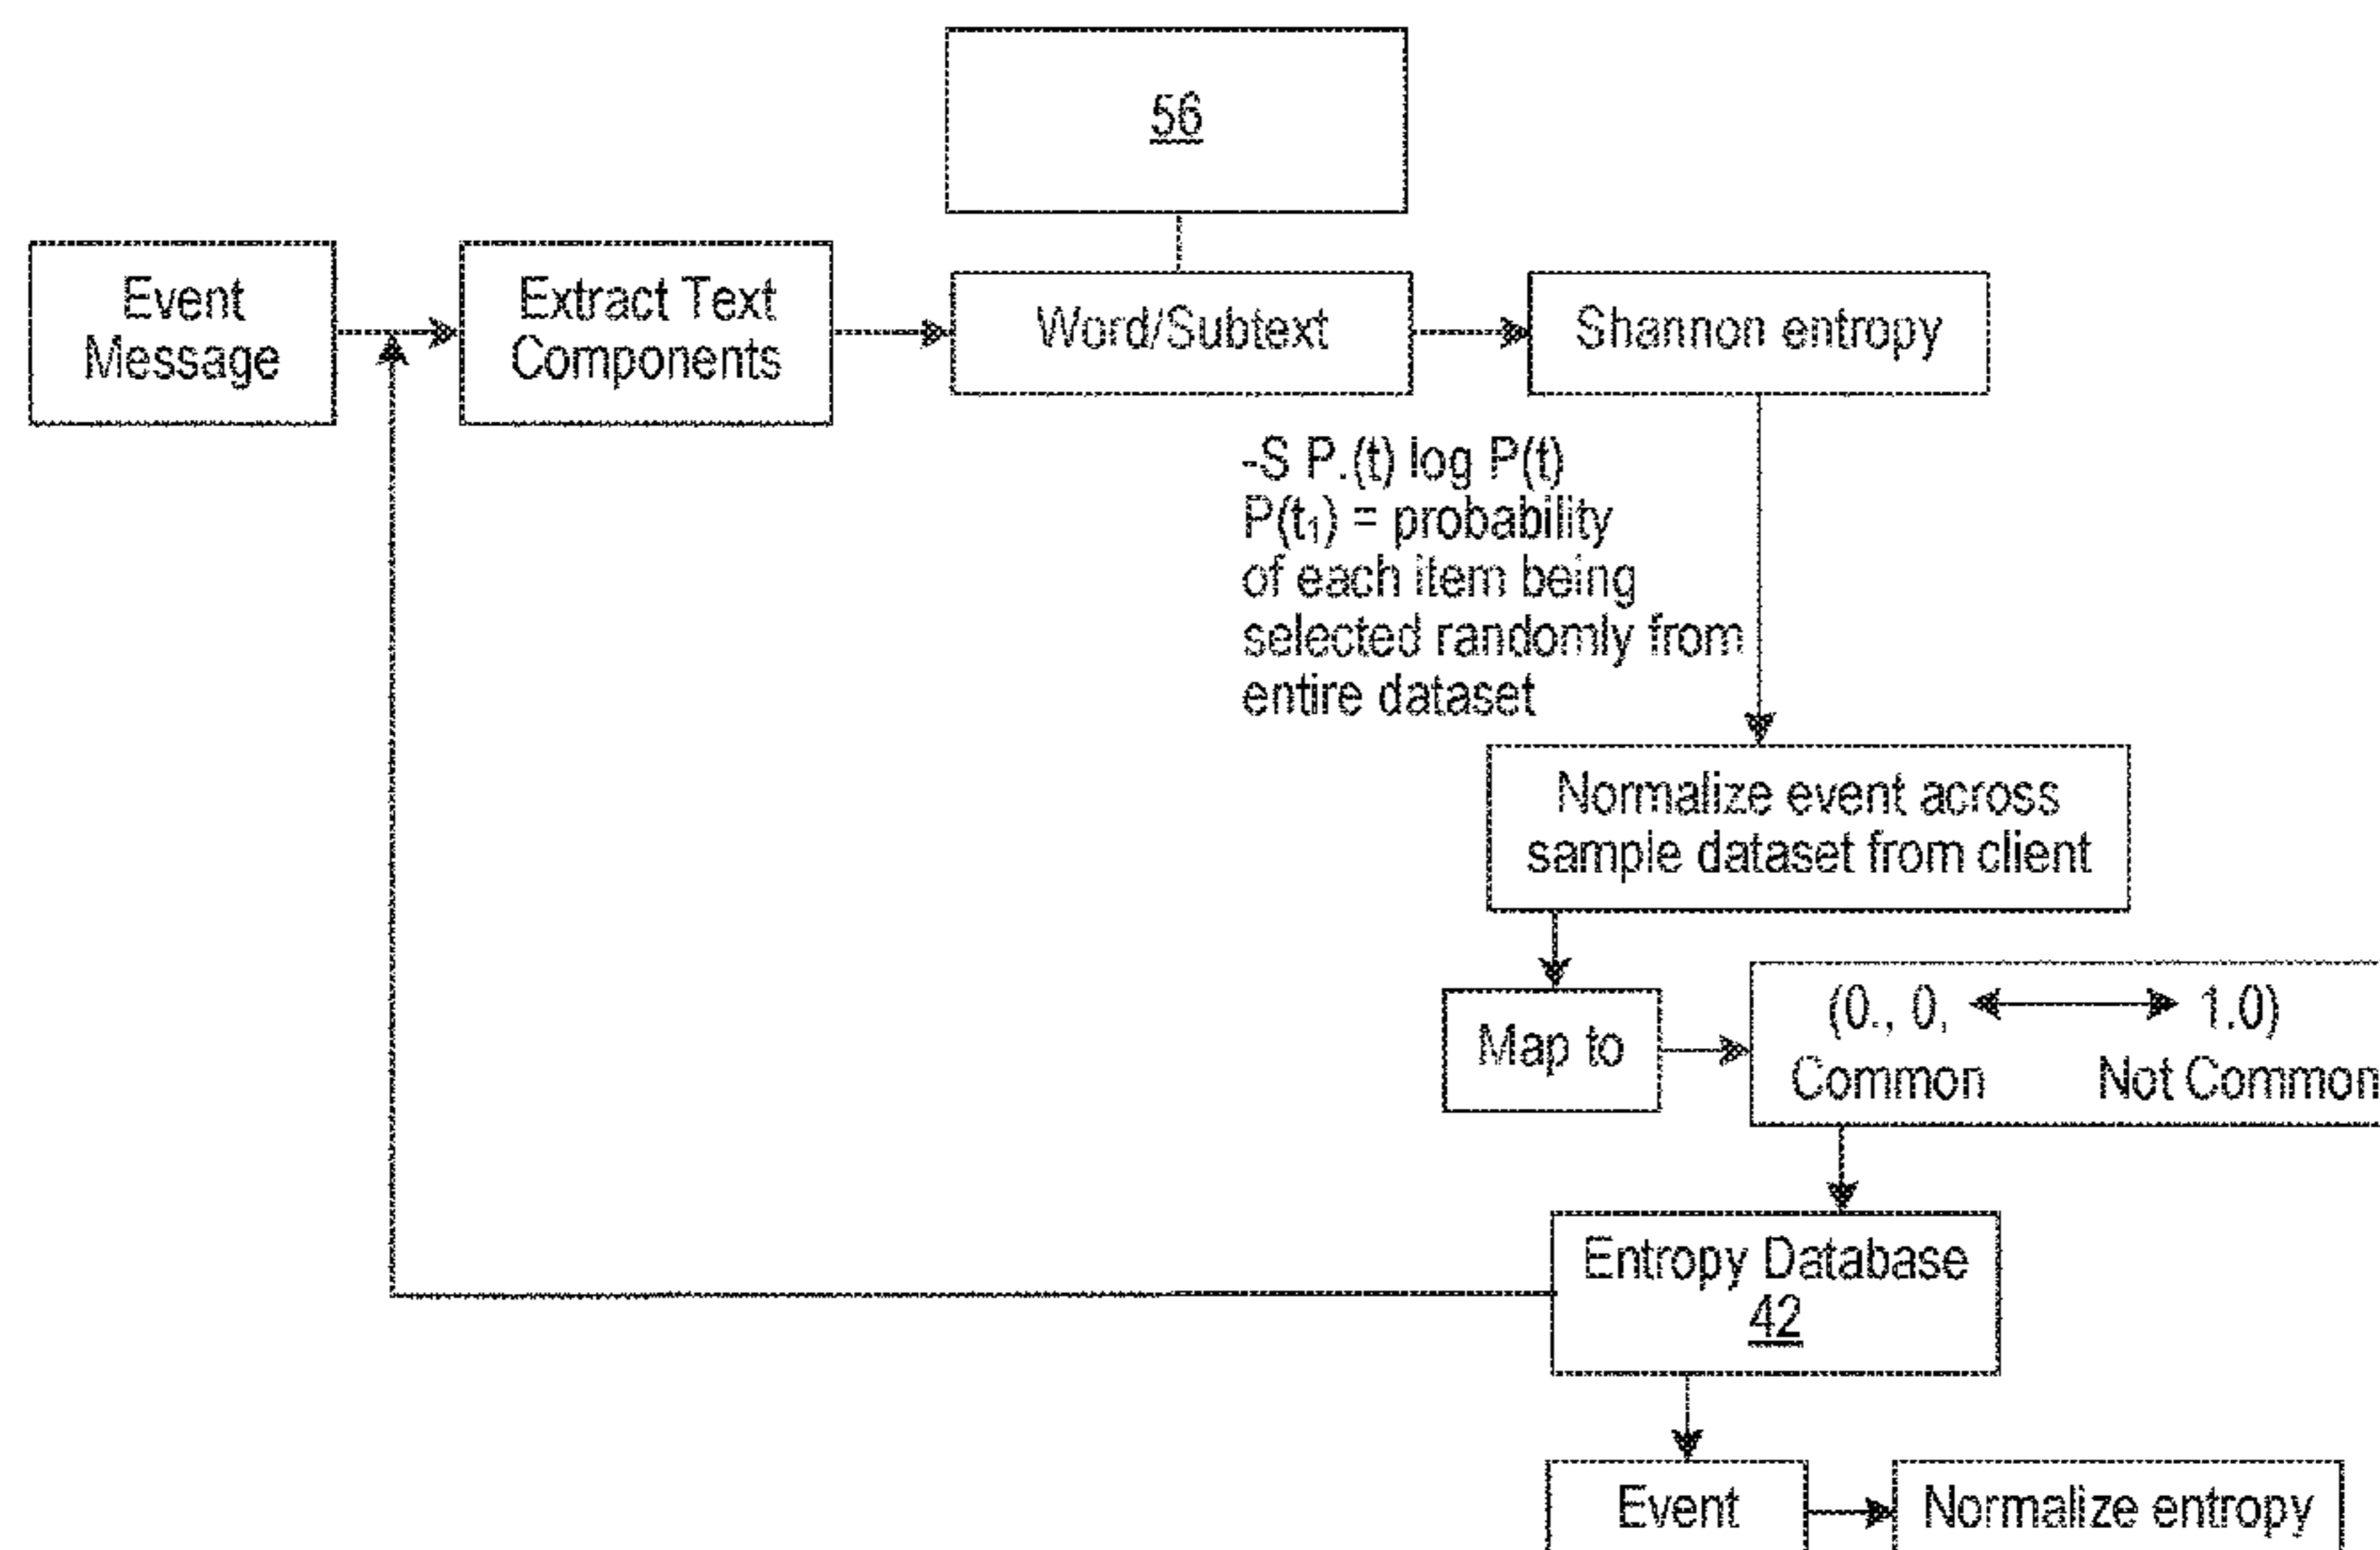 56
Event
Message
Extract Text
Components
Word/Subtext
Shannon entropy
-S P.(t) log P(t)
P(t₁) = probability
of each item being
selected randomly from
entire dataset
Normalize event across
sample dataset from client
Map to
(0., 0, 1.0)
Common Not Common
Entropy Database
42
Event
Normalize entropy